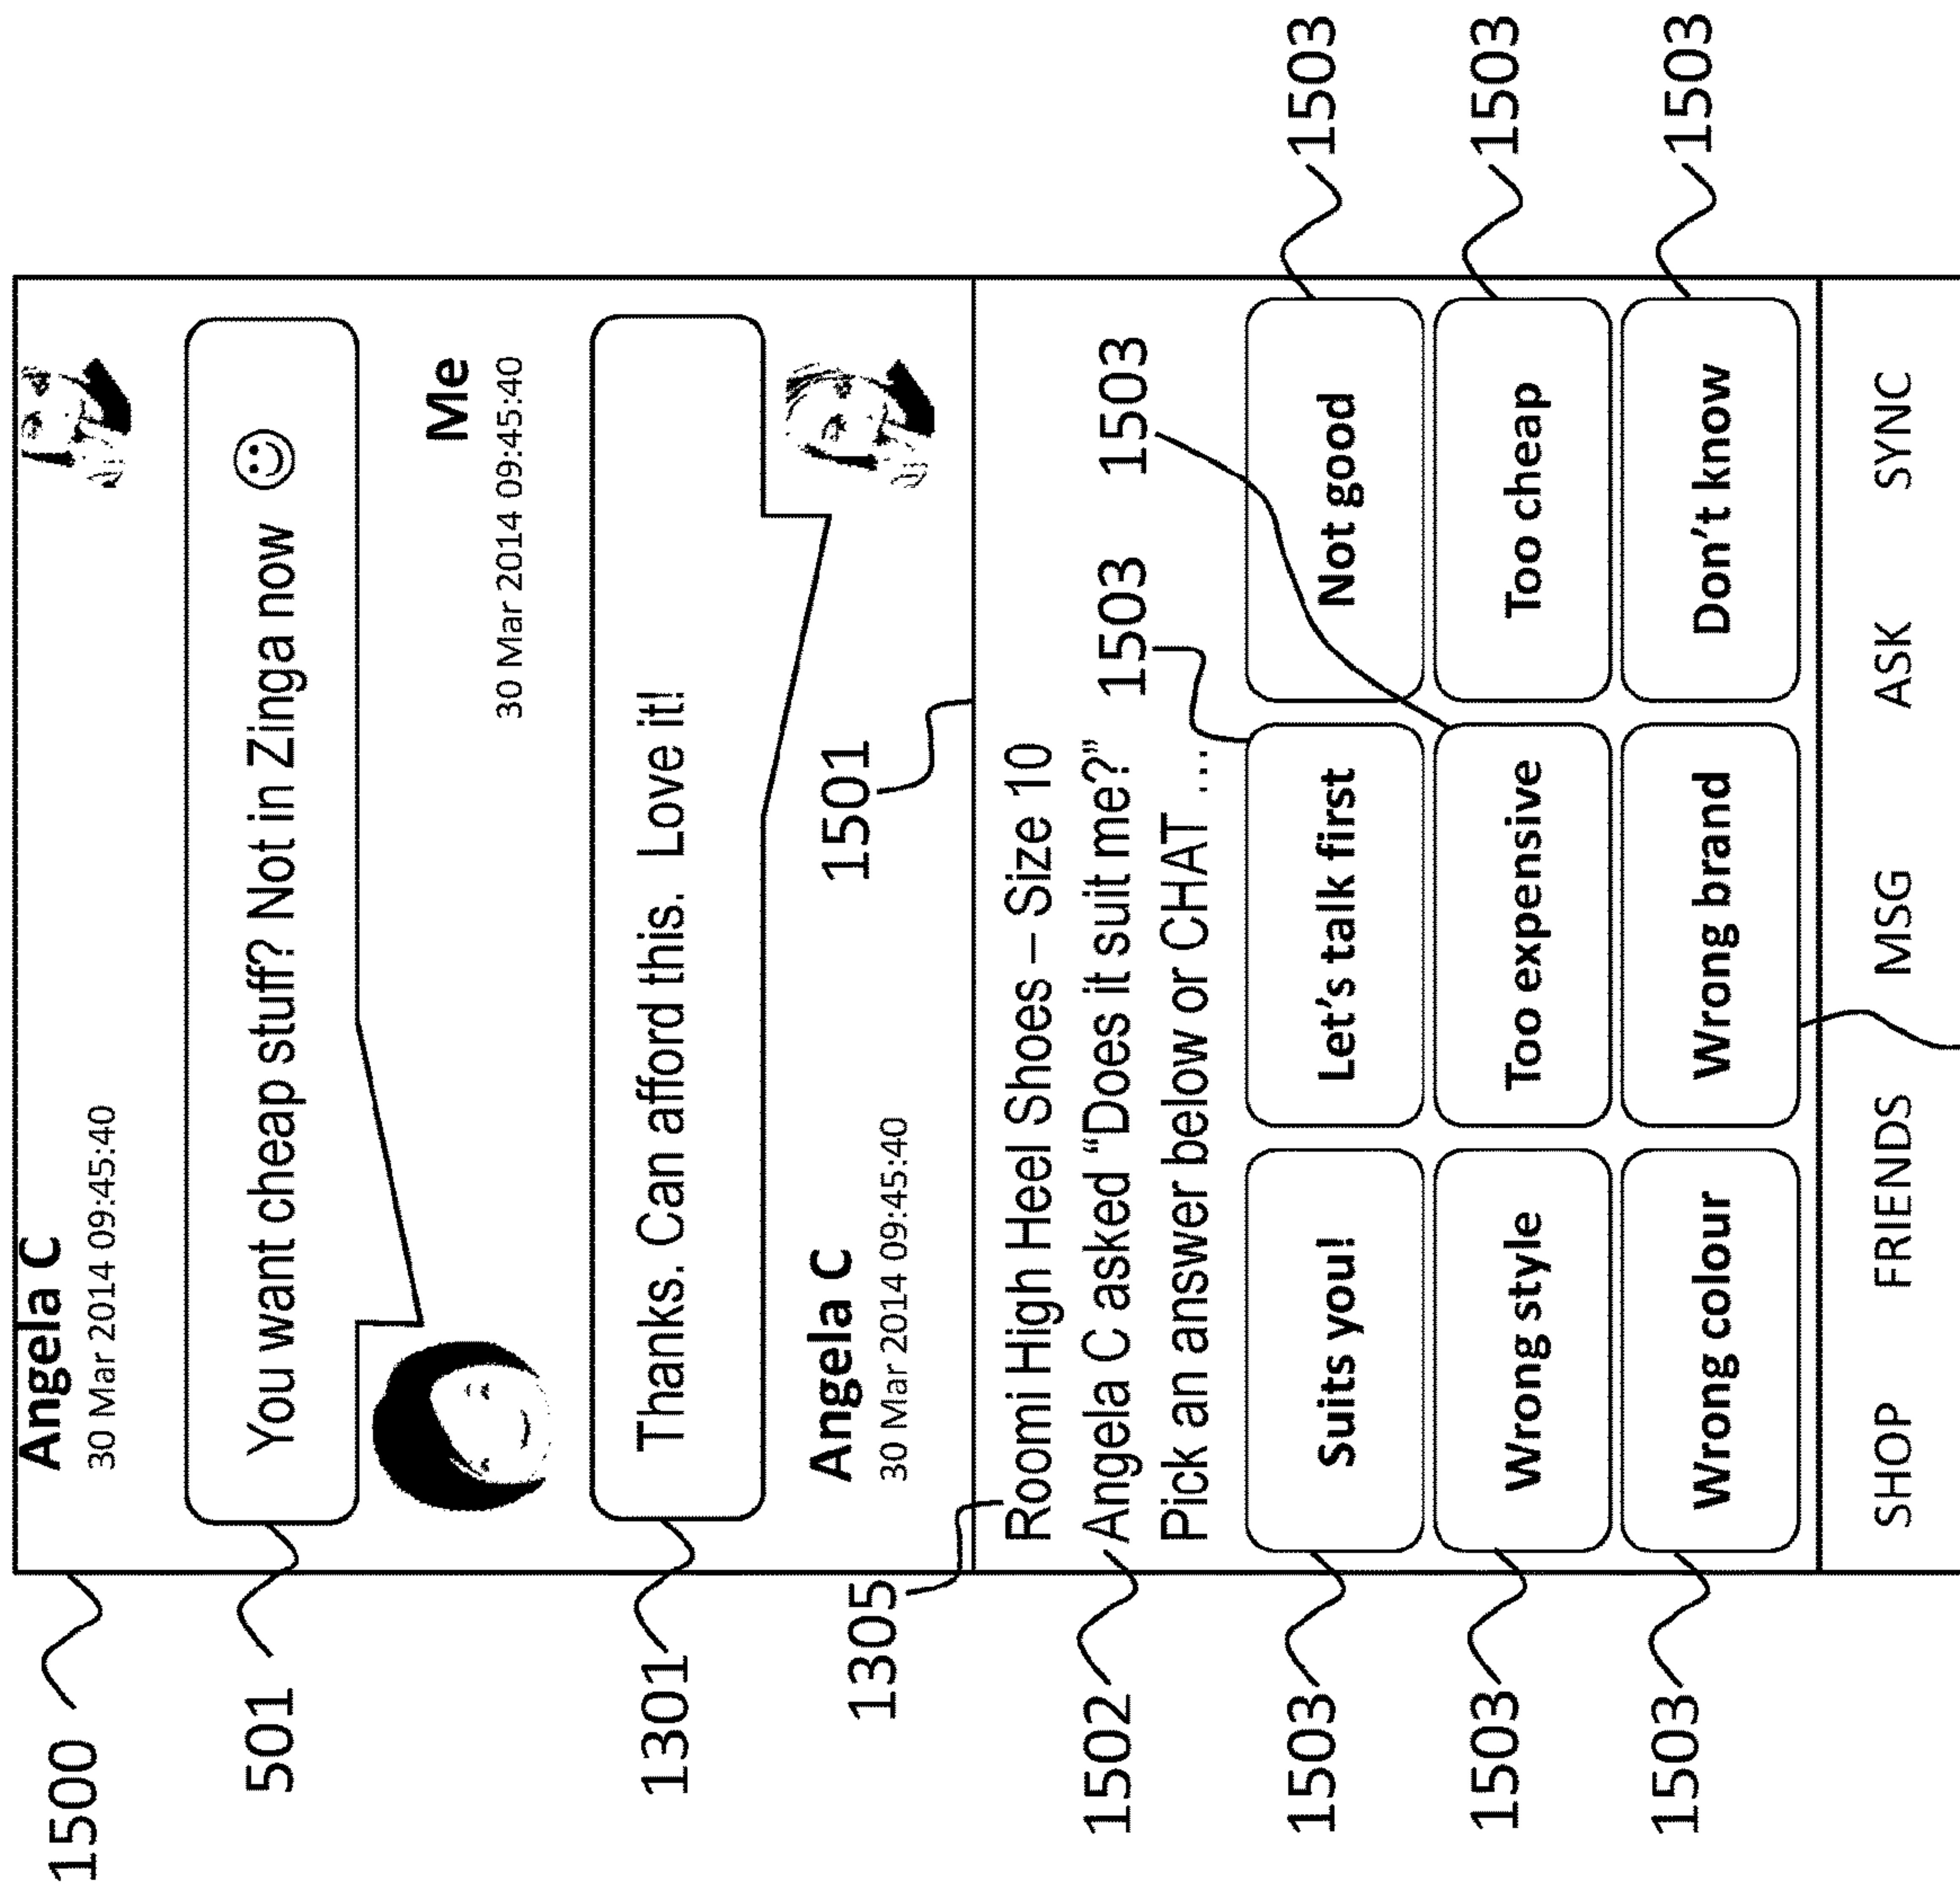 1500
Angela C
30 Mar 2014 09:45:40
501
You want cheap stuff? Not in Zinga now
Me
30 Mar 2014 09:45:40
1301
Thanks. Can afford this. Love it!
Angela C
30 Mar 2014 09:45:40
1501
1305
Roomi High Heel Shoes – Size 10
1502
Angela C asked “Does it suit me?”
Pick an answer below or CHAT ...
1503
1503
1503
Suits you!
Let’s talk first
Not good
1503
1503
Wrong style
Too expensive
Too cheap
1503
1503
Wrong colour
Wrong brand
Don’t know
1503
SHOP
FRIENDS
MSG
ASK
SYNC